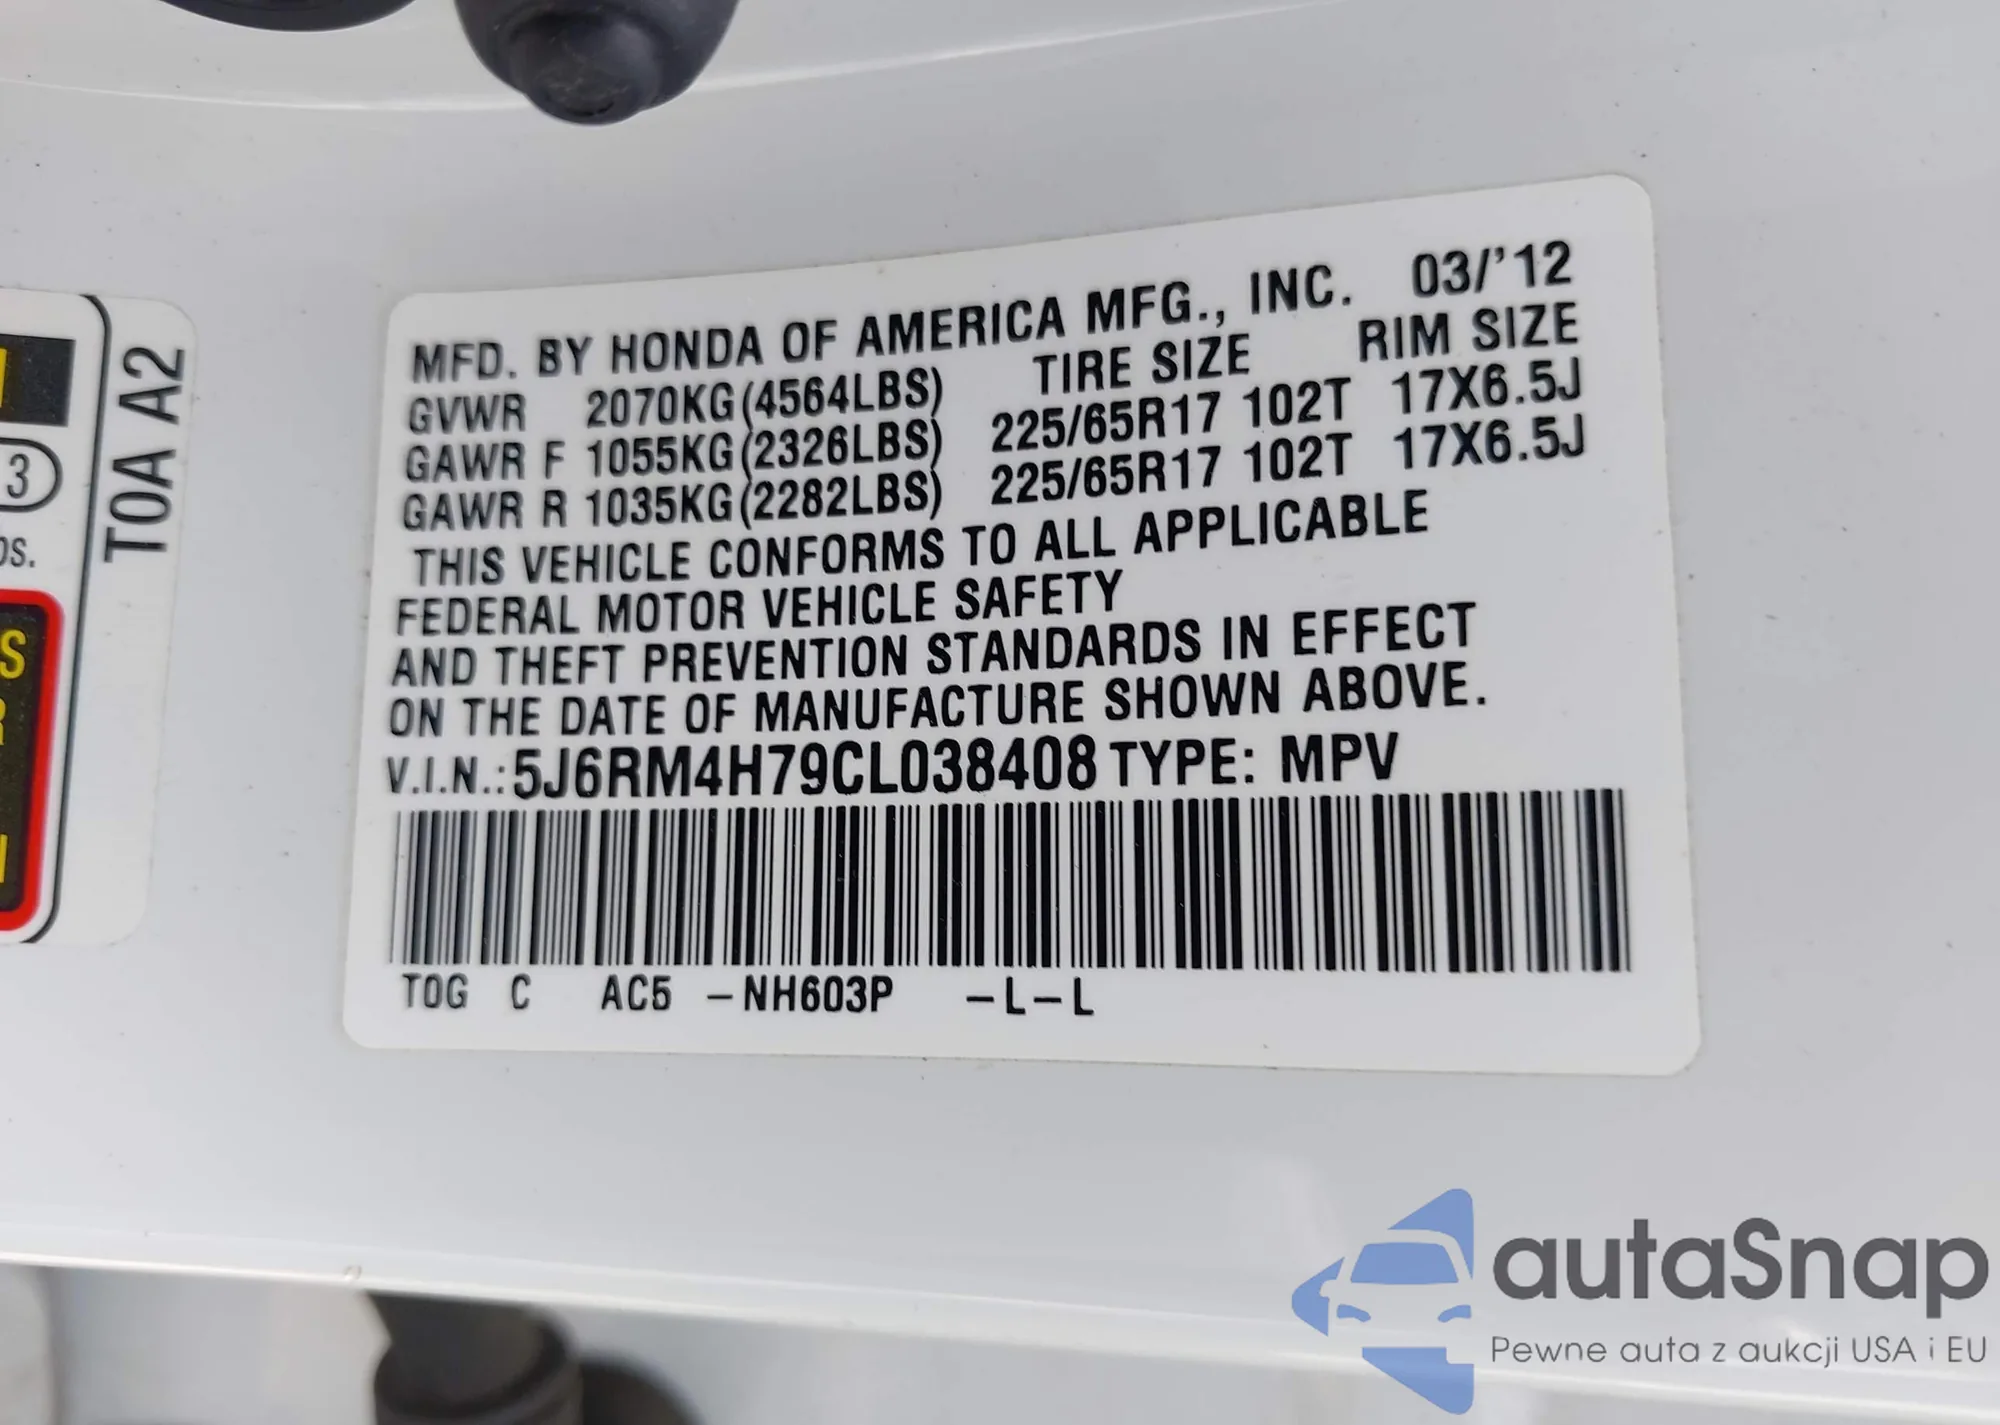 MFD. BY HONDA OF AMERICA MFG., INC. 03/'12
TIRE SIZE RIM SIZE
GVWR 2070KG(4564LBS)
GAWR F 1055KG(2326LBS) 225/65R17 102T 17X6.5J
GAWR R 1035KG(2282LBS) 225/65R17 102T 17X6.5J
THIS VEHICLE CONFORMS TO ALL APPLICABLE
FEDERAL MOTOR VEHICLE SAFETY
AND THEFT PREVENTION STANDARDS IN EFFECT
ON THE DATE OF MANUFACTURE SHOWN ABOVE.
V.I.N.:5J6RM4H79CL038408 TYPE: MPV
T0G C AC5 -NH603P -L-L
T0A A2
3
autaSnap
Pewne auta z aukcji USA i EU